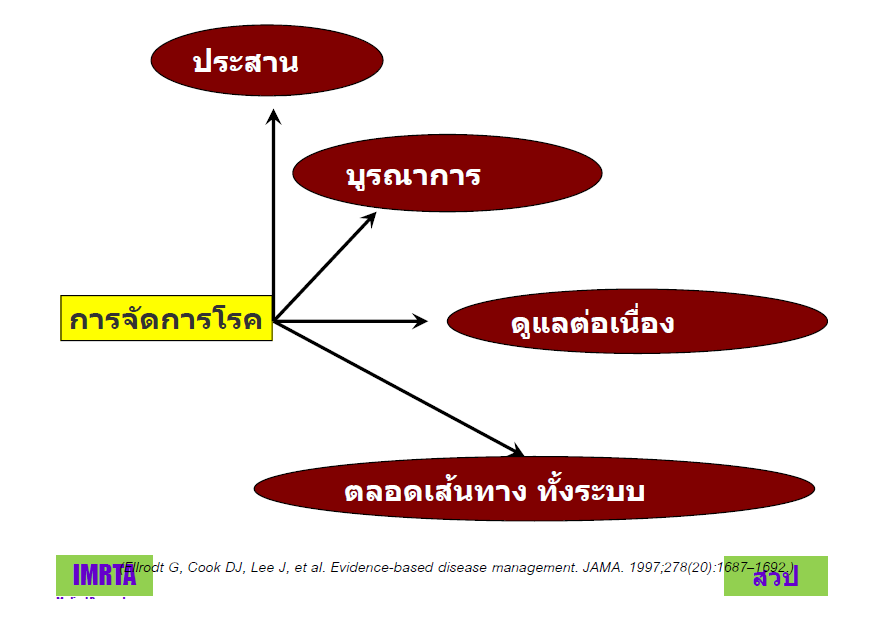 ประสาน
บูรณาการ
การจัดการโรค
ดูแลต่อเนื่อง
ตลอดเส้นทาง ทั้งระบบ
(Ellrodt G, Cook DJ, Lee J, et al. Evidence-based disease management. JAMA. 1997;278(20):1687–1692.)
IMRTA
สวป